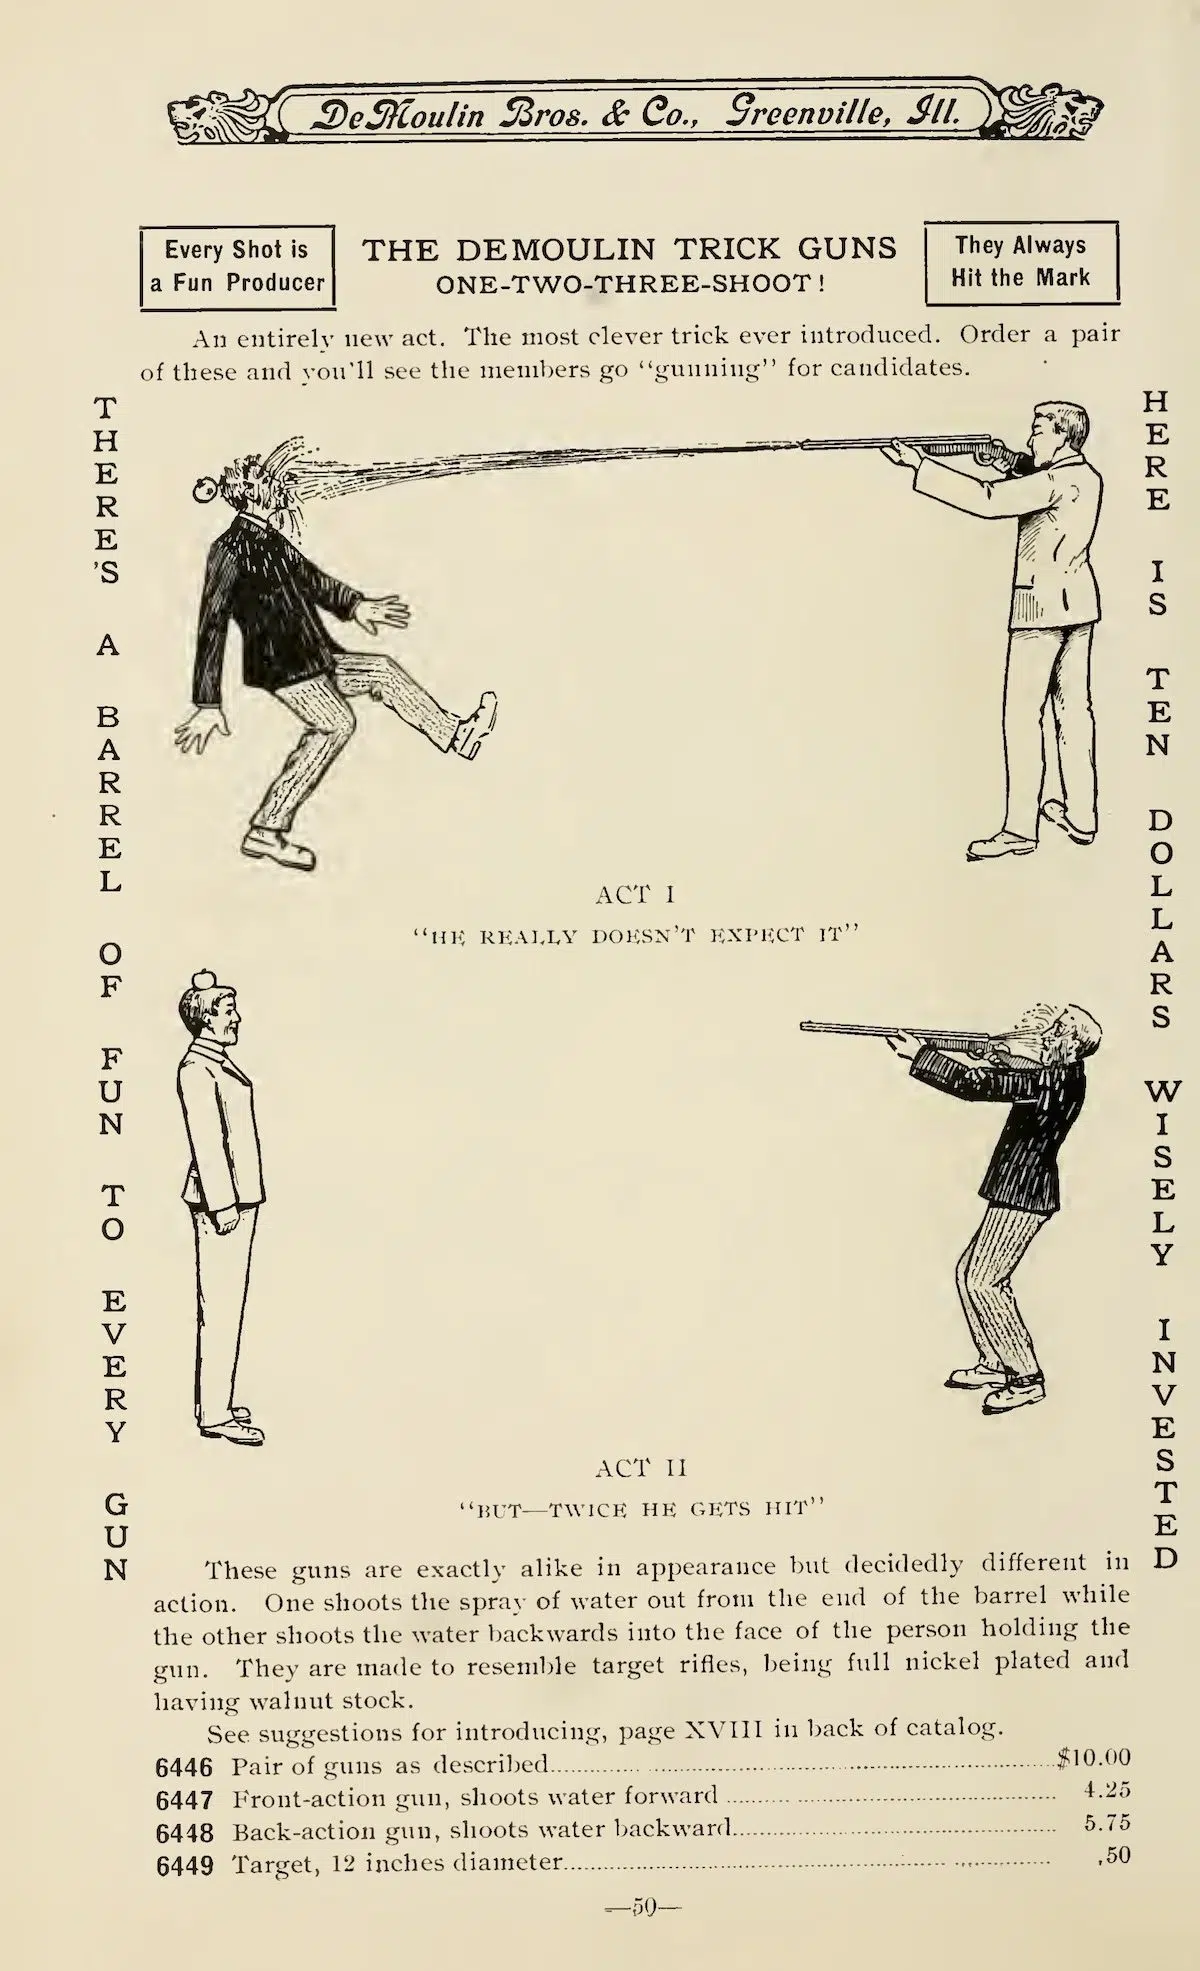 DeMoulin Bros. & Co., Greenville, Ill.
Every Shot is
a Fun Producer
THE DEMOULIN TRICK GUNS
ONE-TWO-THREE-SHOOT!
They Always
Hit the Mark
An entirely new act. The most clever trick ever introduced. Order a pair
of these and you'll see the members go "gunning" for candidates.
THERE'S A BARREL OF FUN TO EVERY GUN
HERE IS TEN DOLLARS WISELY INVESTED
ACT I
"HE REALLY DOESN'T EXPECT IT"
ACT II
"BUT—TWICE HE GETS HIT"
These guns are exactly alike in appearance but decidedly different in
action. One shoots the spray of water out from the end of the barrel while
the other shoots the water backwards into the face of the person holding the
gun. They are made to resemble target rifles, being full nickel plated and
having walnut stock.
See suggestions for introducing, page XVIII in back of catalog.
6446 Pair of guns as described $10.00
6447 Front-action gun, shoots water forward 4.25
6448 Back-action gun, shoots water backward 5.75
6449 Target, 12 inches diameter .50
—50—